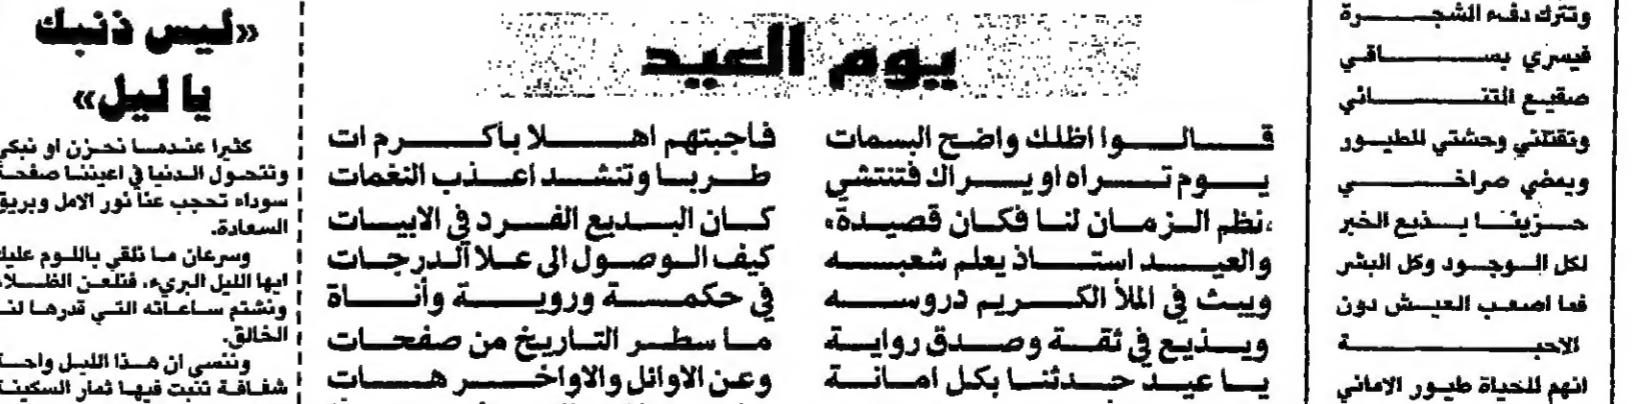 وتترك دفء الشجرة
فيسري بساقي
صقيع التنائي
وتقتلني وحشتي للطيور
ويمضي صراخي
حزينا يذيع الخبر
لكل الوجود وكل البشر
فما اصعب العيش دون
الاحبة
انهم للحياة طيور الاماني
يوم العيد
قالوا اظلك واضح البسمات فاجبتهم اهلا بأكرم ات
يوم تراه او يراك فتنتشي طربا وتنشد اعذب النغمات
«نظم الزمان لنا فكان قصيدة» كان البديع الفرد في الابيات
والعيد استاذ يعلم شعبه كيف الوصول الى علا الدرجات
ويبث في الملأ الكريم دروسه في حكمة وروية وأناة
ويذيع في ثقة وصدق رواية ما سطر التاريخ من صفحات
يا عيد حدثنا بكل امانة وعن الاوائل والاواخر هات
«ليس ذنبك
يا ليل»
كثيرا عندما نحزن او نبكي
وتتحول الدنيا في اعيننا صفحة
سوداء تحجب عنا نور الامل وبريق
السعادة.
وسرعان ما نلقي باللوم عليك
ايها الليل البريء، فنلعن الظلام
ونشتم ساعاته التي قدرها لنا
الخالق.
وننسى ان هذا الليل واحة
شفافة تنبت فيها ثمار السكينة